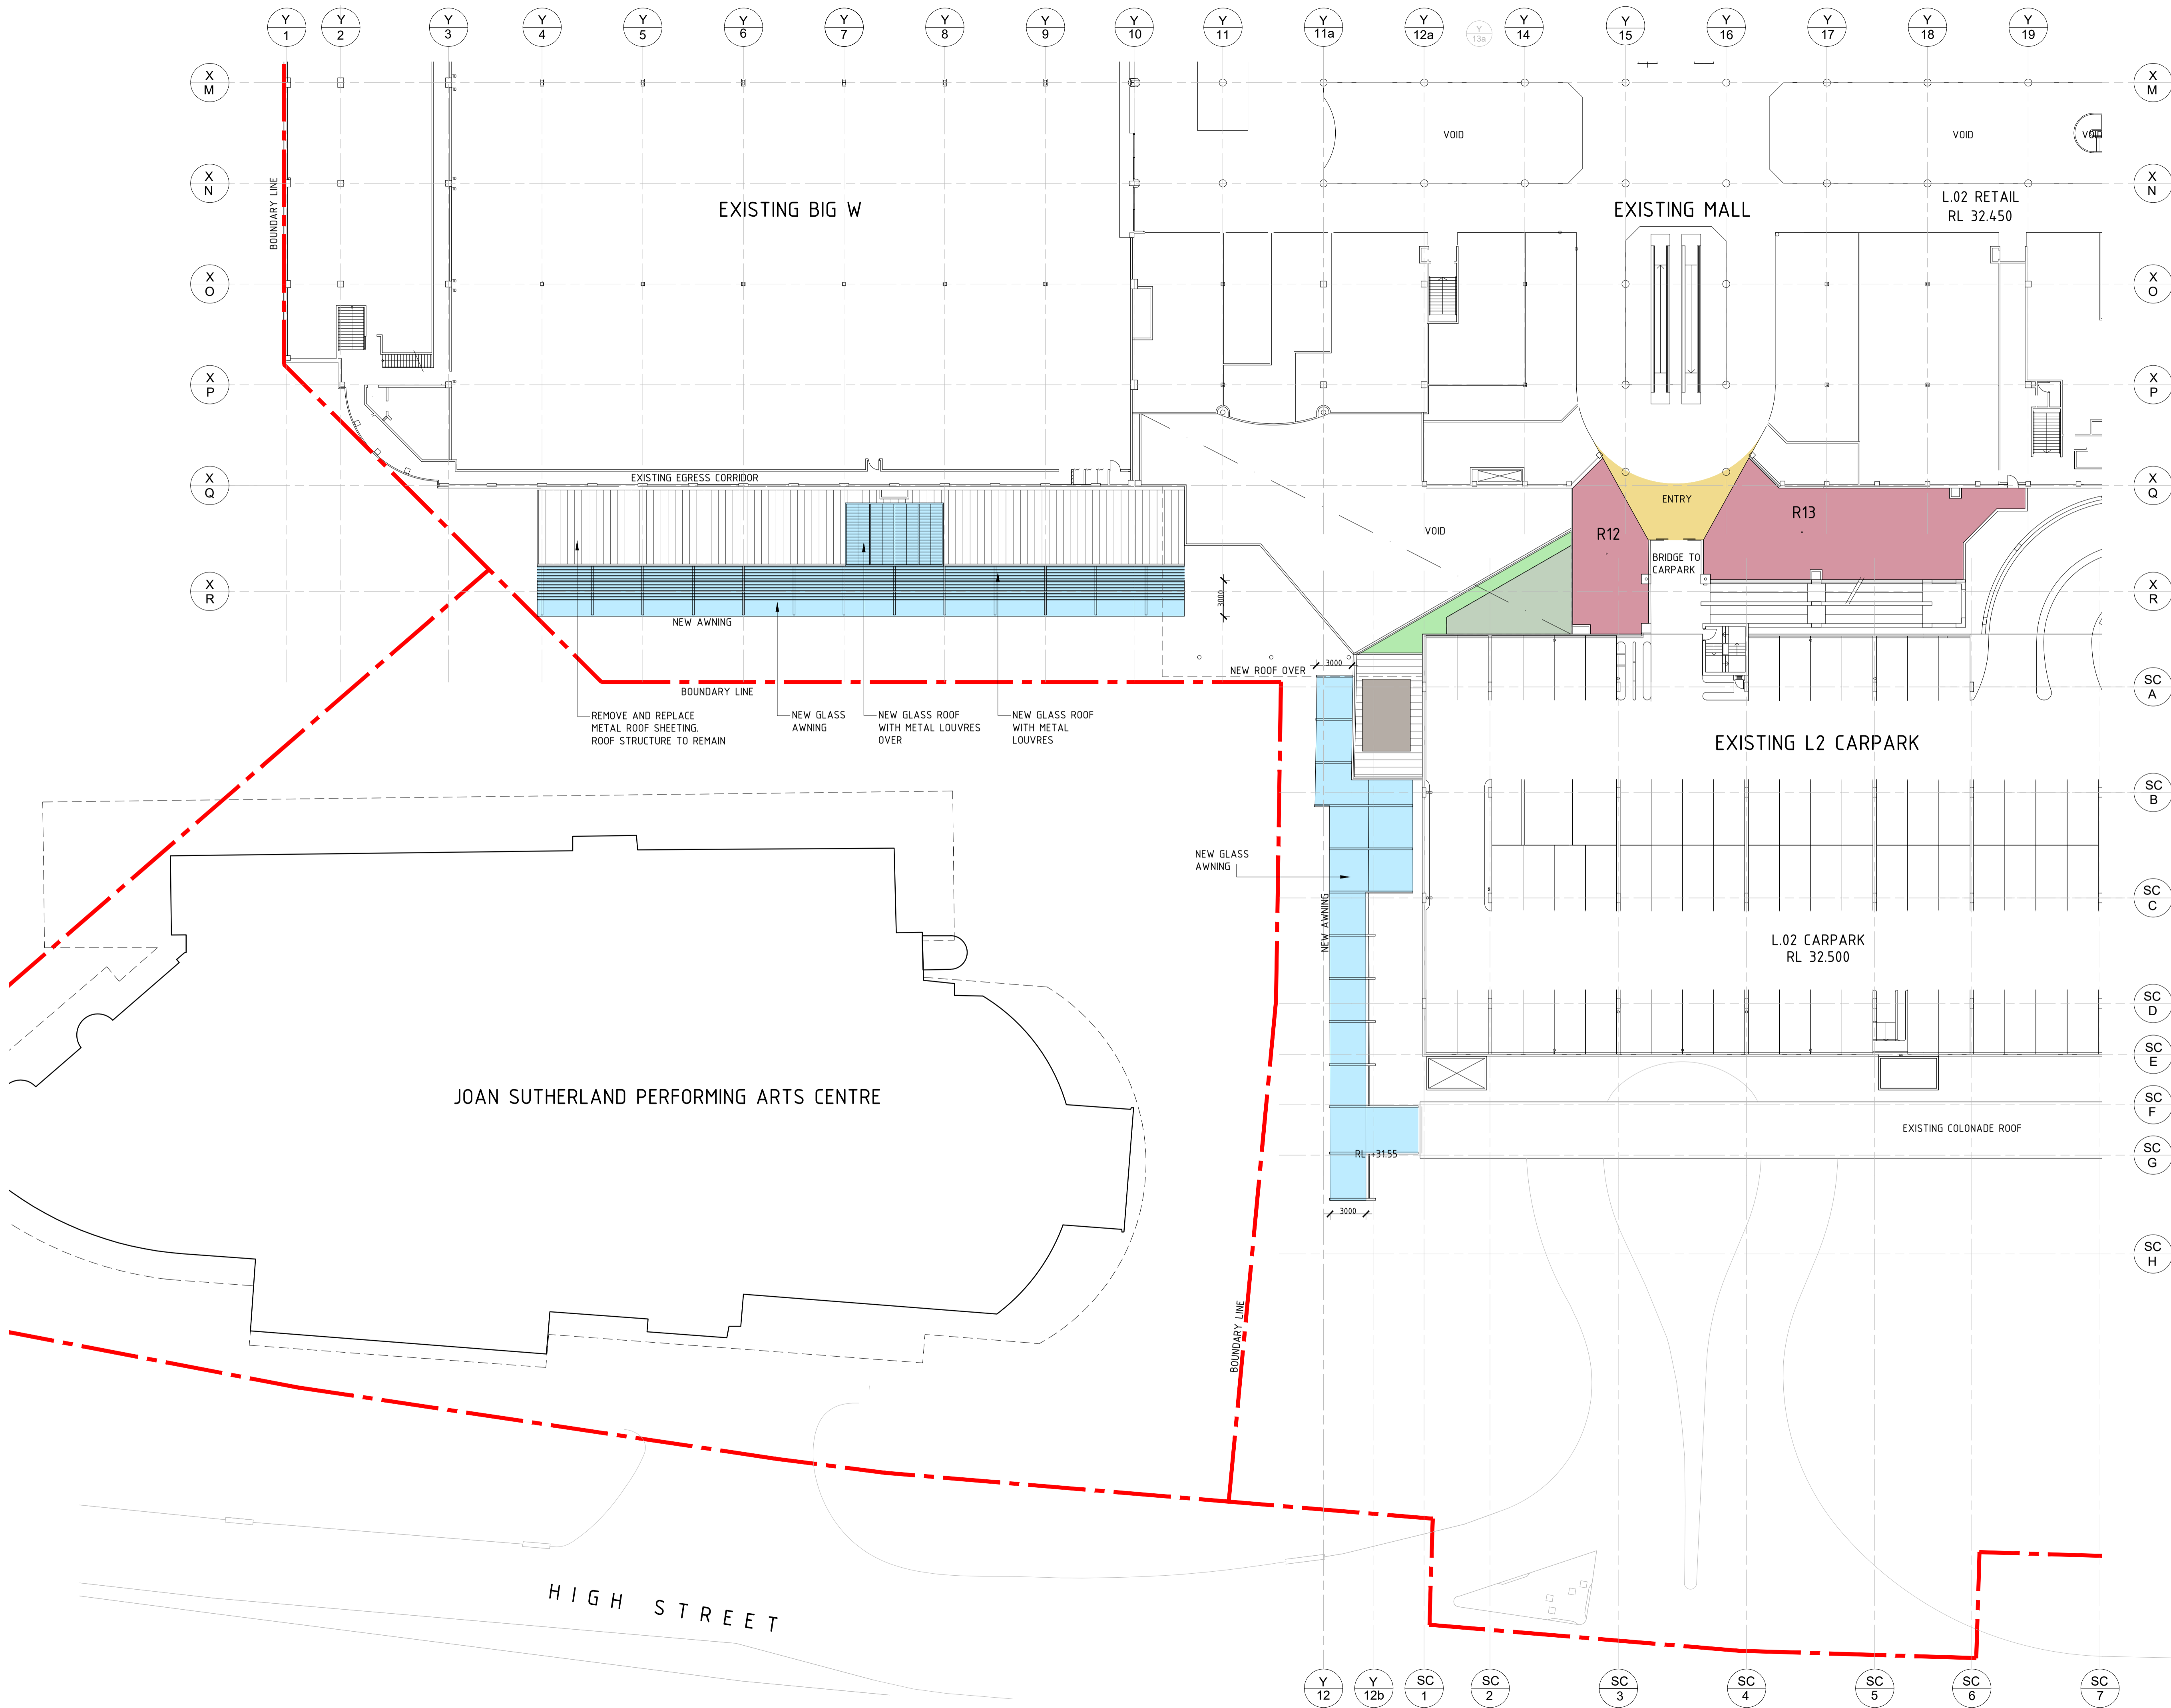 Y
1
Y
2
Y
3
Y
4
Y
5
Y
6
Y
7
Y
8
Y
9
Y
10
Y
11
Y
11a
Y
12a
Y
13a
Y
14
Y
15
Y
16
Y
17
Y
18
Y
19
X
M
X
M
VOID
VOID
VOID
X
N
X
N
BOUNDARY LINE
EXISTING BIG W
EXISTING MALL
L.02 RETAIL
RL 32.450
X
O
X
O
X
P
X
P
X
Q
X
Q
EXISTING EGRESS CORRIDOR
ENTRY
R12
R13
VOID
BRIDGE TO
CARPARK
X
R
X
R
3000
NEW AWNING
NEW ROOF OVER
3000
BOUNDARY LINE
SC
A
REMOVE AND REPLACE
METAL ROOF SHEETING.
ROOF STRUCTURE TO REMAIN
NEW GLASS
AWNING
NEW GLASS ROOF
WITH METAL LOUVRES
OVER
NEW GLASS ROOF
WITH METAL
LOUVRES
EXISTING L2 CARPARK
SC
B
NEW GLASS
AWNING
SC
C
NEW AWNING
L.02 CARPARK
RL 32.500
SC
D
SC
E
JOAN SUTHERLAND PERFORMING ARTS CENTRE
SC
F
EXISTING COLONADE ROOF
RL +31.55
SC
G
3000
SC
H
BOUNDARY LINE
HIGH STREET
Y
12
Y
12b
SC
1
SC
2
SC
3
SC
4
SC
5
SC
6
SC
7